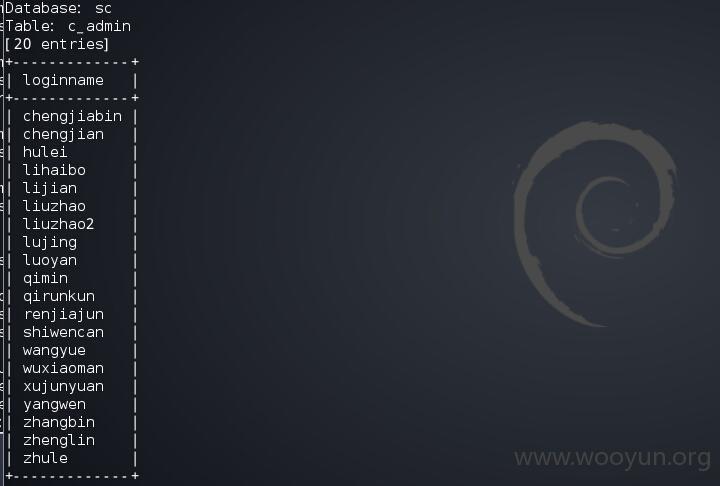 Database: sc
Table: c_admin
[20 entries]
+-------------+
| loginname   |
+-------------+
| chengjiabin |
| chengjian   |
| hulei       |
| lihaibo     |
| lijian      |
| liuzhao     |
| liuzhao2    |
| lujing      |
| luoyan      |
| qimin       |
| qirunkun    |
| renjiajun   |
| shiwencan   |
| wangyue     |
| wuxiaoman   |
| xujunyuan   |
| yangwen     |
| zhangbin    |
| zhenglin    |
| zhule       |
+-------------+
www.wooyun.org